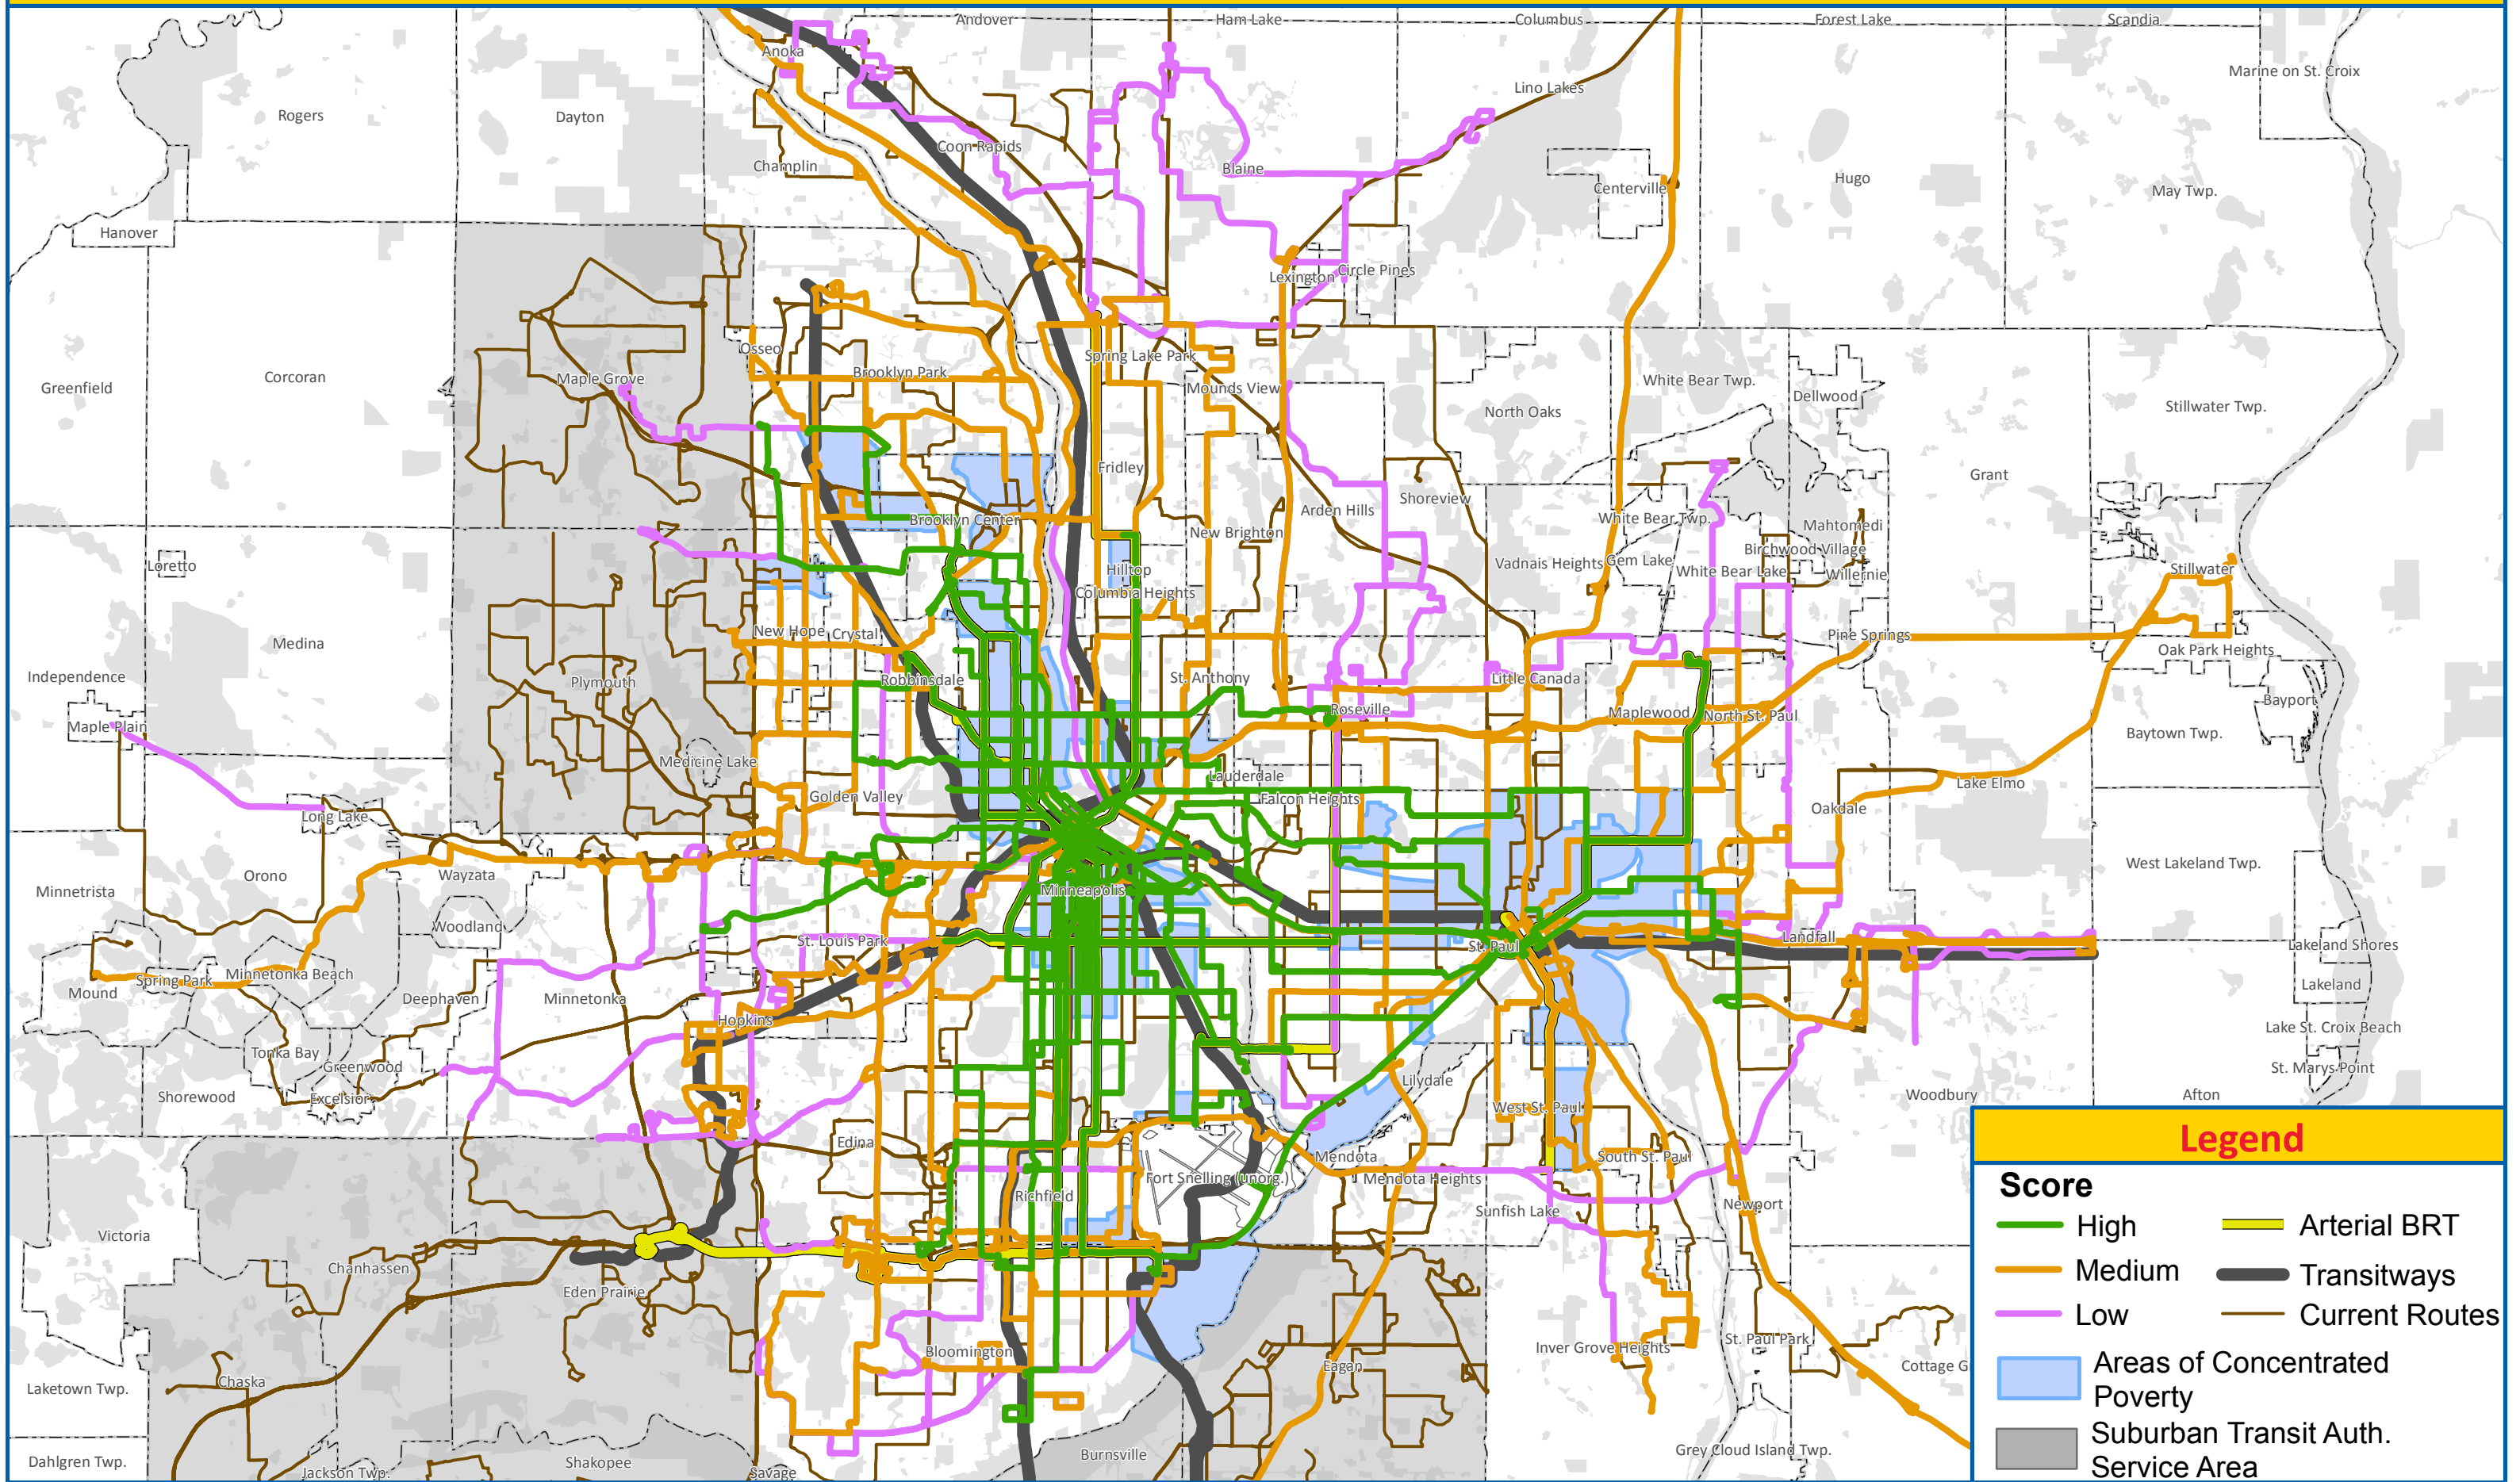 Andover
Ham Lake
Columbus
Forest Lake
Scandia
Anoka
Marine on St. Croix
Lino Lakes
Rogers
Dayton
Coon Rapids
Champlin
Blaine
Centerville
Hugo
May Twp.
Hanover
Lexington
Circle Pines
Osseo
Spring Lake Park
Brooklyn Park
Maple Grove
Corcoran
Greenfield
Mounds View
White Bear Twp.
Dellwood
North Oaks
Stillwater Twp.
Fridley
Grant
Shoreview
Arden Hills
Brooklyn Center
White Bear Twp.
Mahtomedi
New Brighton
Birchwood Village
Loretto
Hilltop
Vadnais Heights
Gem Lake
White Bear Lake
Willernie
Stillwater
Columbia Heights
New Hope
Crystal
Pine Springs
Medina
Oak Park Heights
Independence
Plymouth
Robbinsdale
St. Anthony
Little Canada
Bayport
Roseville
Maplewood
North St. Paul
Maple Plain
Baytown Twp.
Medicine Lake
Lauderdale
Lake Elmo
Golden Valley
Falcon Heights
Oakdale
Long Lake
West Lakeland Twp.
Orono
Wayzata
Minnetrista
Minneapolis
Woodland
St. Louis Park
St. Paul
Landfall
Lakeland Shores
Minnetonka Beach
Spring Park
Mound
Deephaven
Minnetonka
Lakeland
Hopkins
Lake St. Croix Beach
Tonka Bay
Greenwood
St. Marys Point
Lilydale
Shorewood
Excelsior
Woodbury
Afton
West St. Paul
Edina
Mendota
South St. Paul
Fort Snelling (unorg.)
Mendota Heights
Richfield
Newport
Sunfish Lake
Victoria
Chanhassen
Eden Prairie
St. Paul Park
Inver Grove Heights
Bloomington
Eagan
Cottage G
Chaska
Laketown Twp.
Burnsville
Grey Cloud Island Twp.
Dahlgren Twp.
Shakopee
Jackson Twp.
Savage
Legend
Score
High
Arterial BRT
Medium
Transitways
Low
Current Routes
Areas of Concentrated
Poverty
Suburban Transit Auth.
Service Area